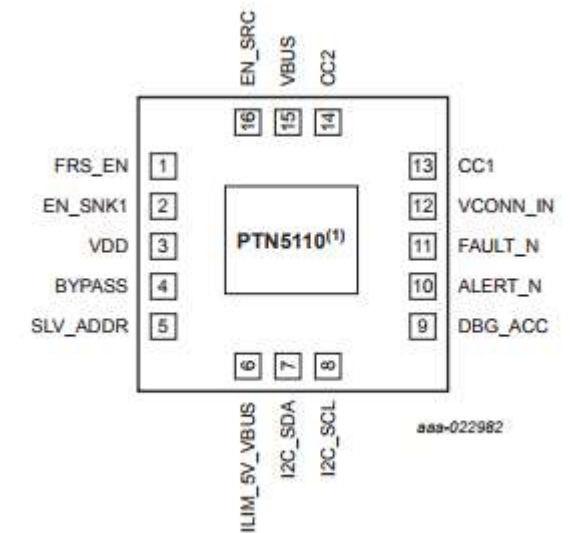 EN_SRC
VBUS
CC2
16
15
14
FRS_EN 1
EN_SNK1 2
VDD 3
BYPASS 4
SLV_ADDR 5
PTN5110(1)
13 CC1
12 VCONN_IN
11 FAULT_N
10 ALERT_N
9 DBG_ACC
6
7
8
ILIM_5V_VBUS
I2C_SDA
I2C_SCL
aaa-022982